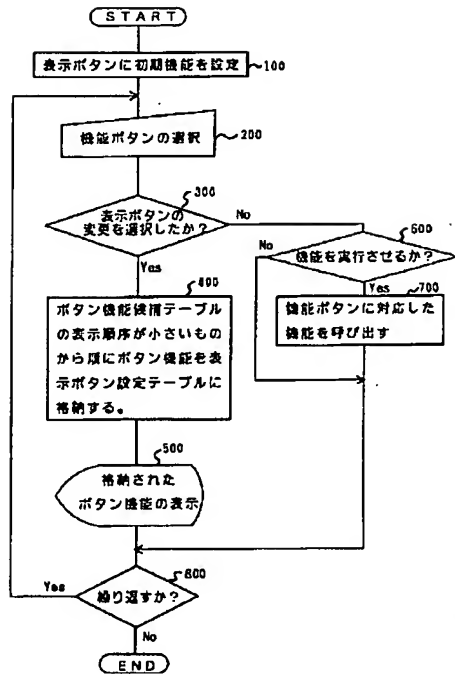 START
表示ボタンに初期機能を設定
100
機能ボタンの選択
200
300
表示ボタンの
変更を選択したか?
No
Yes
600
機能を実行させるか?
No
Yes
400
ボタン機能候補テーブル
の表示順序が小さいもの
から順にボタン機能を表
示ボタン設定テーブルに
格納する。
700
機能ボタンに対応した
機能を呼び出す
500
格納された
ボタン機能の表示
800
繰り返すか?
Yes
No
END